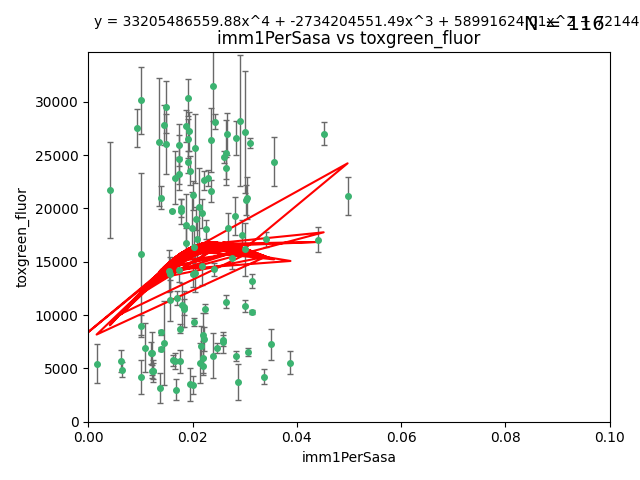 y = 33205486559.88x^4 + -2734204551.49x^3 + 58991624
N = 116
imm1PerSasa vs toxgreen_fluor
30000
25000
20000
15000
10000
5000
0
toxgreen_fluor
0.00 0.02 0.04 0.06 0.08 0.10
imm1PerSasa